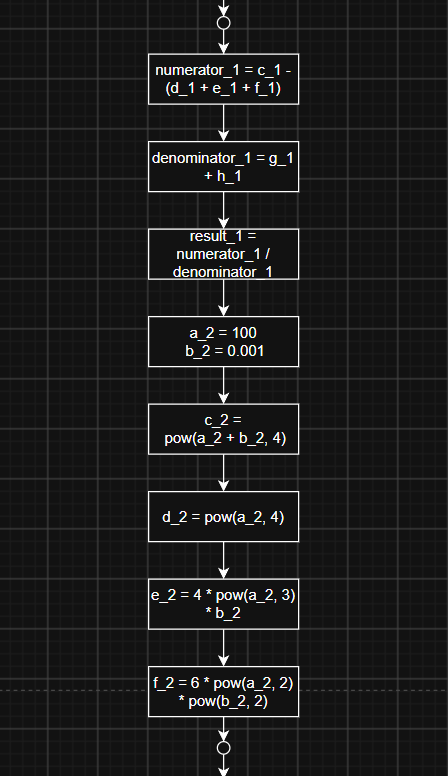 numerator_1 = c_1 -
(d_1 + e_1 + f_1)
denominator_1 = g_1
+ h_1
result_1 =
numerator_1 /
denominator_1
a_2 = 100
b_2 = 0.001
c_2 =
pow(a_2 + b_2, 4)
d_2 = pow(a_2, 4)
e_2 = 4 * pow(a_2, 3)
* b_2
f_2 = 6 * pow(a_2, 2)
* pow(b_2, 2)